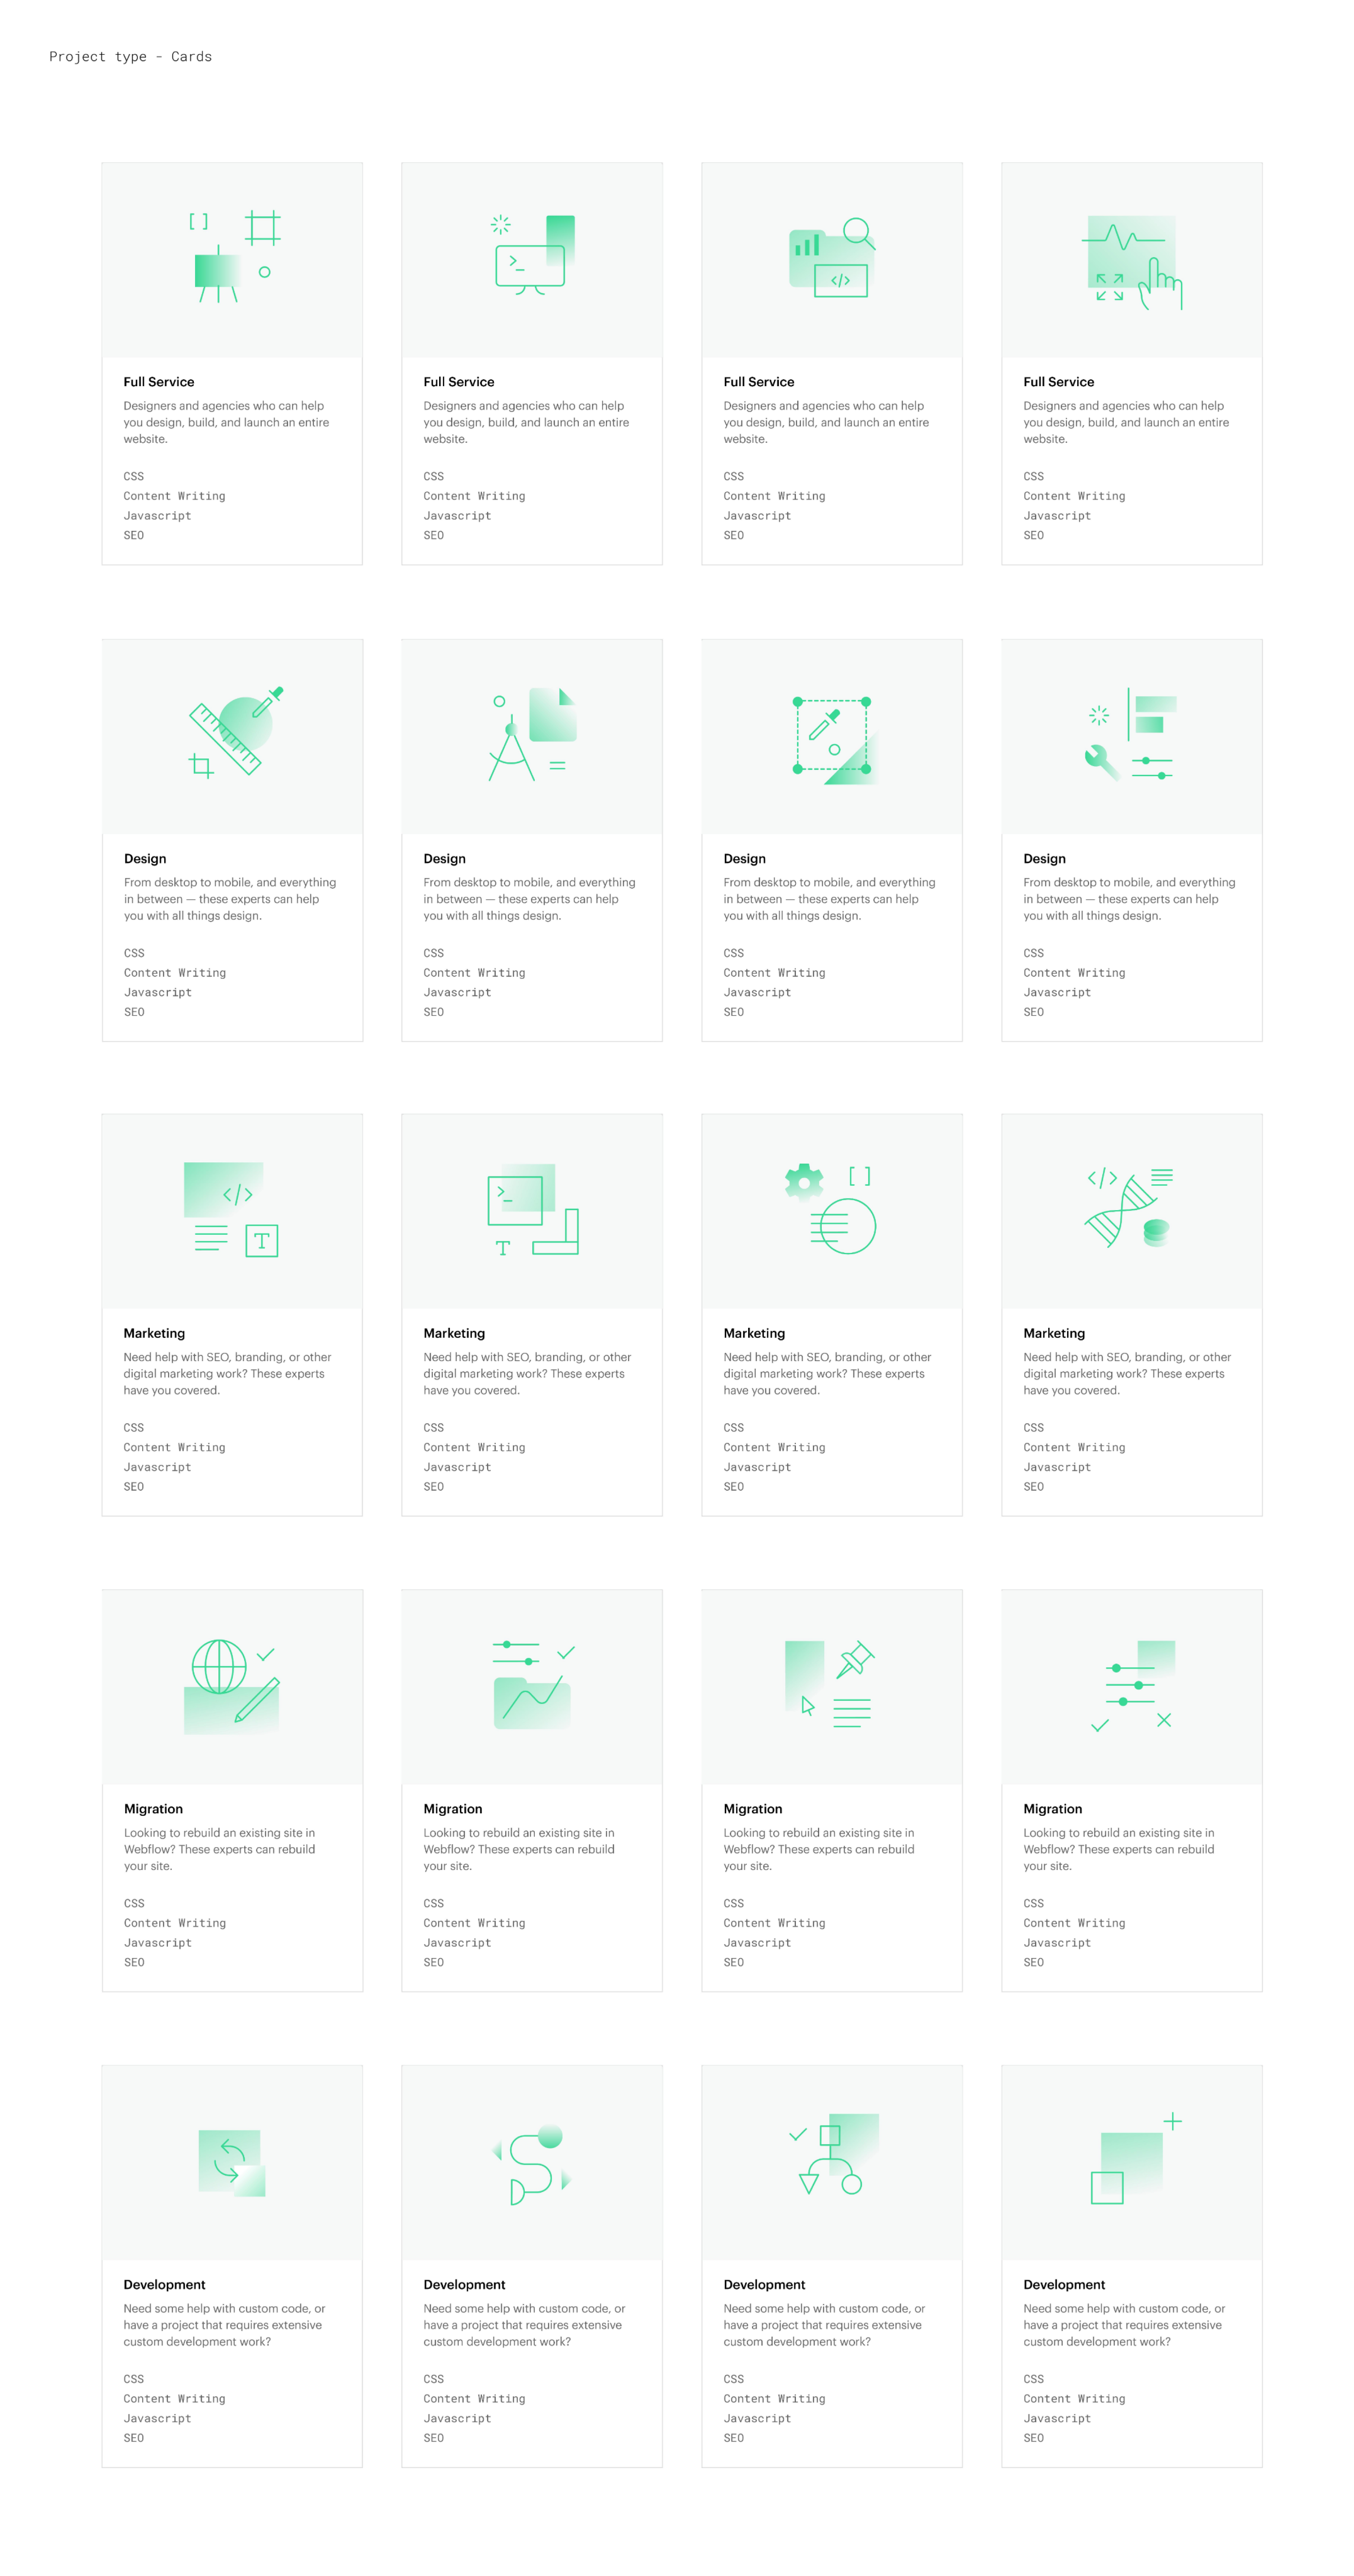 Project type - Cards
T
T
Full Service
Designers and agencies who can help
you design, build, and launch an entire
website.
CSS
Content Writing
Javascript
SEO
Full Service
Designers and agencies who can help
you design, build, and launch an entire
website.
CSS
Content Writing
Javascript
SEO
Full Service
Designers and agencies who can help
you design, build, and launch an entire
website.
CSS
Content Writing
Javascript
SEO
Full Service
Designers and agencies who can help
you design, build, and launch an entire
website.
CSS
Content Writing
Javascript
SEO
Design
From desktop to mobile, and everything
in between — these experts can help
you with all things design.
CSS
Content Writing
Javascript
SEO
Design
From desktop to mobile, and everything
in between — these experts can help
you with all things design.
CSS
Content Writing
Javascript
SEO
Design
From desktop to mobile, and everything
in between — these experts can help
you with all things design.
CSS
Content Writing
Javascript
SEO
Design
From desktop to mobile, and everything
in between — these experts can help
you with all things design.
CSS
Content Writing
Javascript
SEO
Marketing
Need help with SEO, branding, or other
digital marketing work? These experts
have you covered.
CSS
Content Writing
Javascript
SEO
Marketing
Need help with SEO, branding, or other
digital marketing work? These experts
have you covered.
CSS
Content Writing
Javascript
SEO
Marketing
Need help with SEO, branding, or other
digital marketing work? These experts
have you covered.
CSS
Content Writing
Javascript
SEO
Marketing
Need help with SEO, branding, or other
digital marketing work? These experts
have you covered.
CSS
Content Writing
Javascript
SEO
Migration
Looking to rebuild an existing site in
Webflow? These experts can rebuild
your site.
CSS
Content Writing
Javascript
SEO
Migration
Looking to rebuild an existing site in
Webflow? These experts can rebuild
your site.
CSS
Content Writing
Javascript
SEO
Migration
Looking to rebuild an existing site in
Webflow? These experts can rebuild
your site.
CSS
Content Writing
Javascript
SEO
Migration
Looking to rebuild an existing site in
Webflow? These experts can rebuild
your site.
CSS
Content Writing
Javascript
SEO
Development
Need some help with custom code, or
have a project that requires extensive
custom development work?
CSS
Content Writing
Javascript
SEO
Development
Need some help with custom code, or
have a project that requires extensive
custom development work?
CSS
Content Writing
Javascript
SEO
Development
Need some help with custom code, or
have a project that requires extensive
custom development work?
CSS
Content Writing
Javascript
SEO
Development
Need some help with custom code, or
have a project that requires extensive
custom development work?
CSS
Content Writing
Javascript
SEO